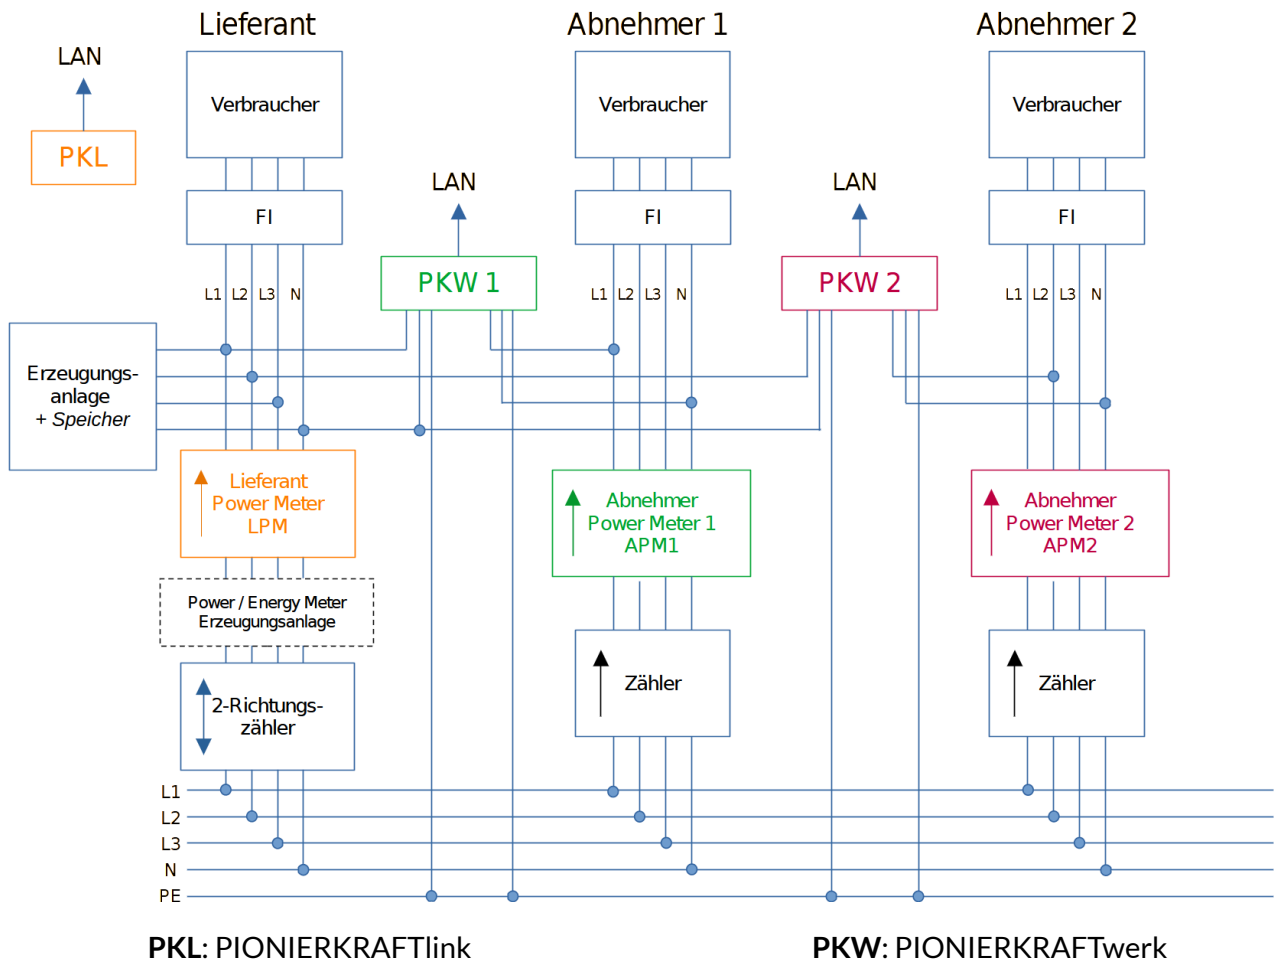 Lieferant
Abnehmer 1
Abnehmer 2
LAN
Verbraucher
Verbraucher
Verbraucher
PKL
LAN
LAN
FI
FI
FI
PKW 1
PKW 2
L1 L2 L3 N
L1 L2 L3 N
L1 L2 L3 N
Erzeugungs-
anlage
+ Speicher
Lieferant
Power Meter
LPM
Abnehmer
Power Meter 1
APM1
Abnehmer
Power Meter 2
APM2
Power / Energy Meter
Erzeugungsanlage
2-Richtungs-
zähler
Zähler
Zähler
L1
L2
L3
N
PE
PKL: PIONIERKRAFTlink
PKW: PIONIERKRAFTwerk